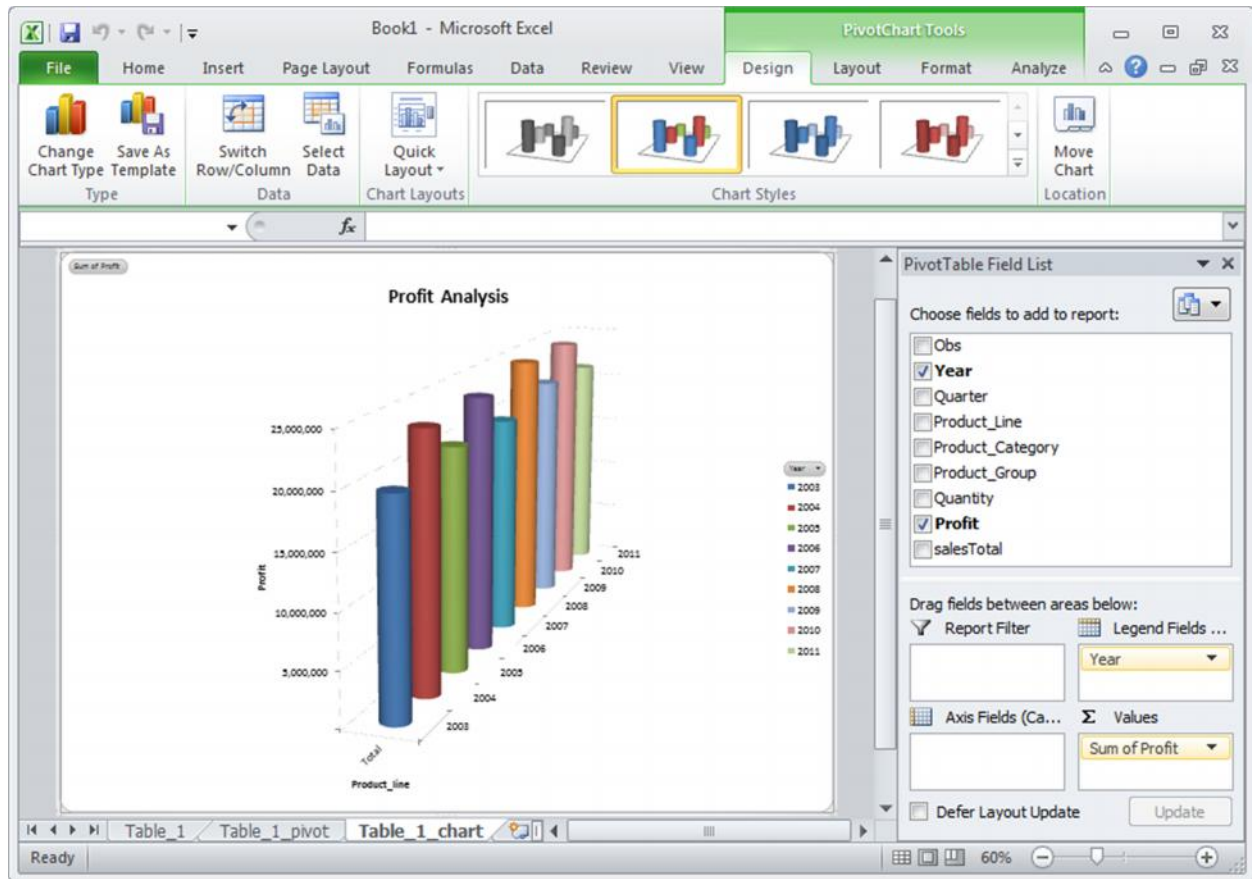 Book1 - Microsoft Excel
PivotChart Tools
File Home Insert Page Layout Formulas Data Review View Design Layout Format Analyze
Change Chart Type
Save As Template
Switch Row/Column
Select Data
Quick Layout
Move Chart
Type Data Chart Layouts Chart Styles Location
fx
Sum of Profit
Profit Analysis
25,000,000
20,000,000
15,000,000
10,000,000
5,000,000
Profit
2011
2010
2009
2008
2007
2006
2005
2004
2003
Total
Product_line
Year
2003
2004
2005
2006
2007
2008
2009
2010
2011
PivotTable Field List
Choose fields to add to report:
Obs
Year
Quarter
Product_Line
Product_Category
Product_Group
Quantity
Profit
salesTotal
Drag fields between areas below:
Report Filter
Legend Fields ...
Year
Axis Fields (Ca...
Σ Values
Sum of Profit
Defer Layout Update
Update
Table_1 Table_1_pivot Table_1_chart
Ready
60%